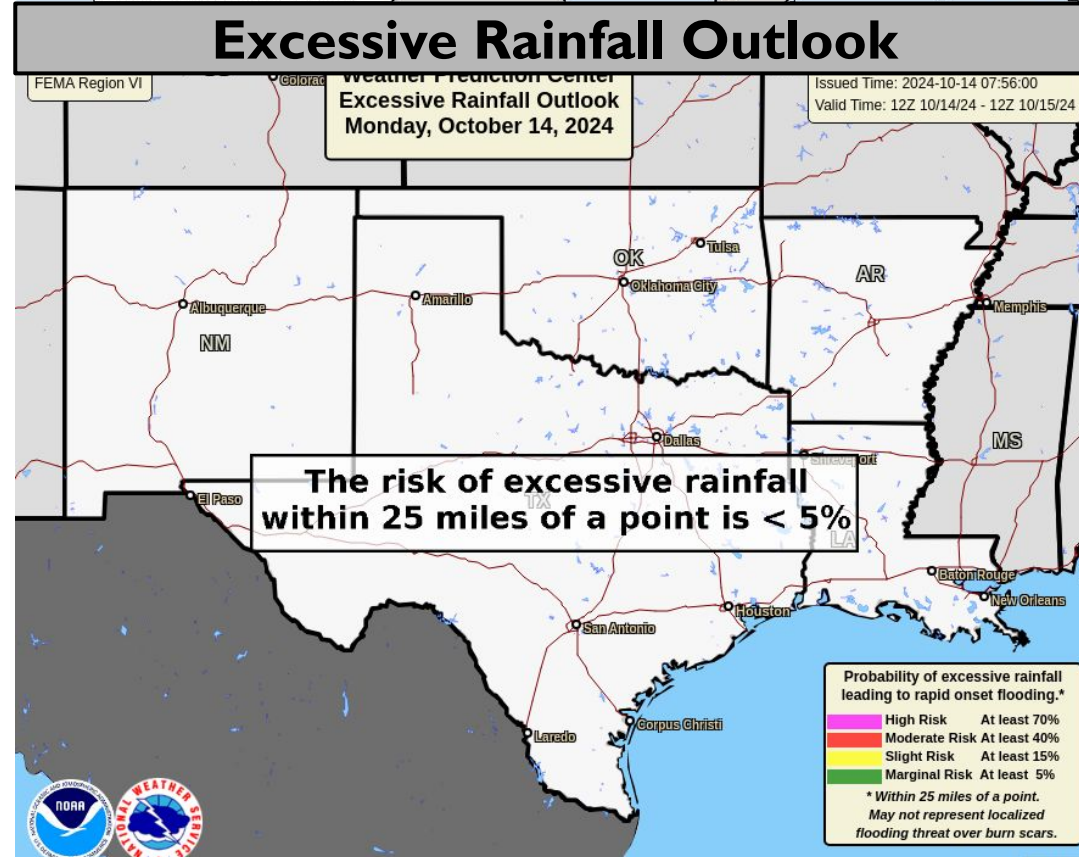 Excessive Rainfall Outlook
FEMA Region VI
Weather Prediction Center
Excessive Rainfall Outlook
Monday, October 14, 2024
Issued Time: 2024-10-14 07:56:00
Valid Time: 12Z 10/14/24 - 12Z 10/15/24
Tulsa
OK
Oklahoma City
AR
Amarillo
Albuquerque
Memphis
NM
Dallas
MS
Shreveport
The risk of excessive rainfall
within 25 miles of a point is < 5%
El Paso
TX
LA
Baton Rouge
New Orleans
Houston
San Antonio
Corpus Christi
Laredo
Probability of excessive rainfall
leading to rapid onset flooding.*
High Risk At least 70%
Moderate Risk At least 40%
Slight Risk At least 15%
Marginal Risk At least 5%
* Within 25 miles of a point.
May not represent localized
flooding threat over burn scars.
NOAA
NATIONAL WEATHER SERVICE